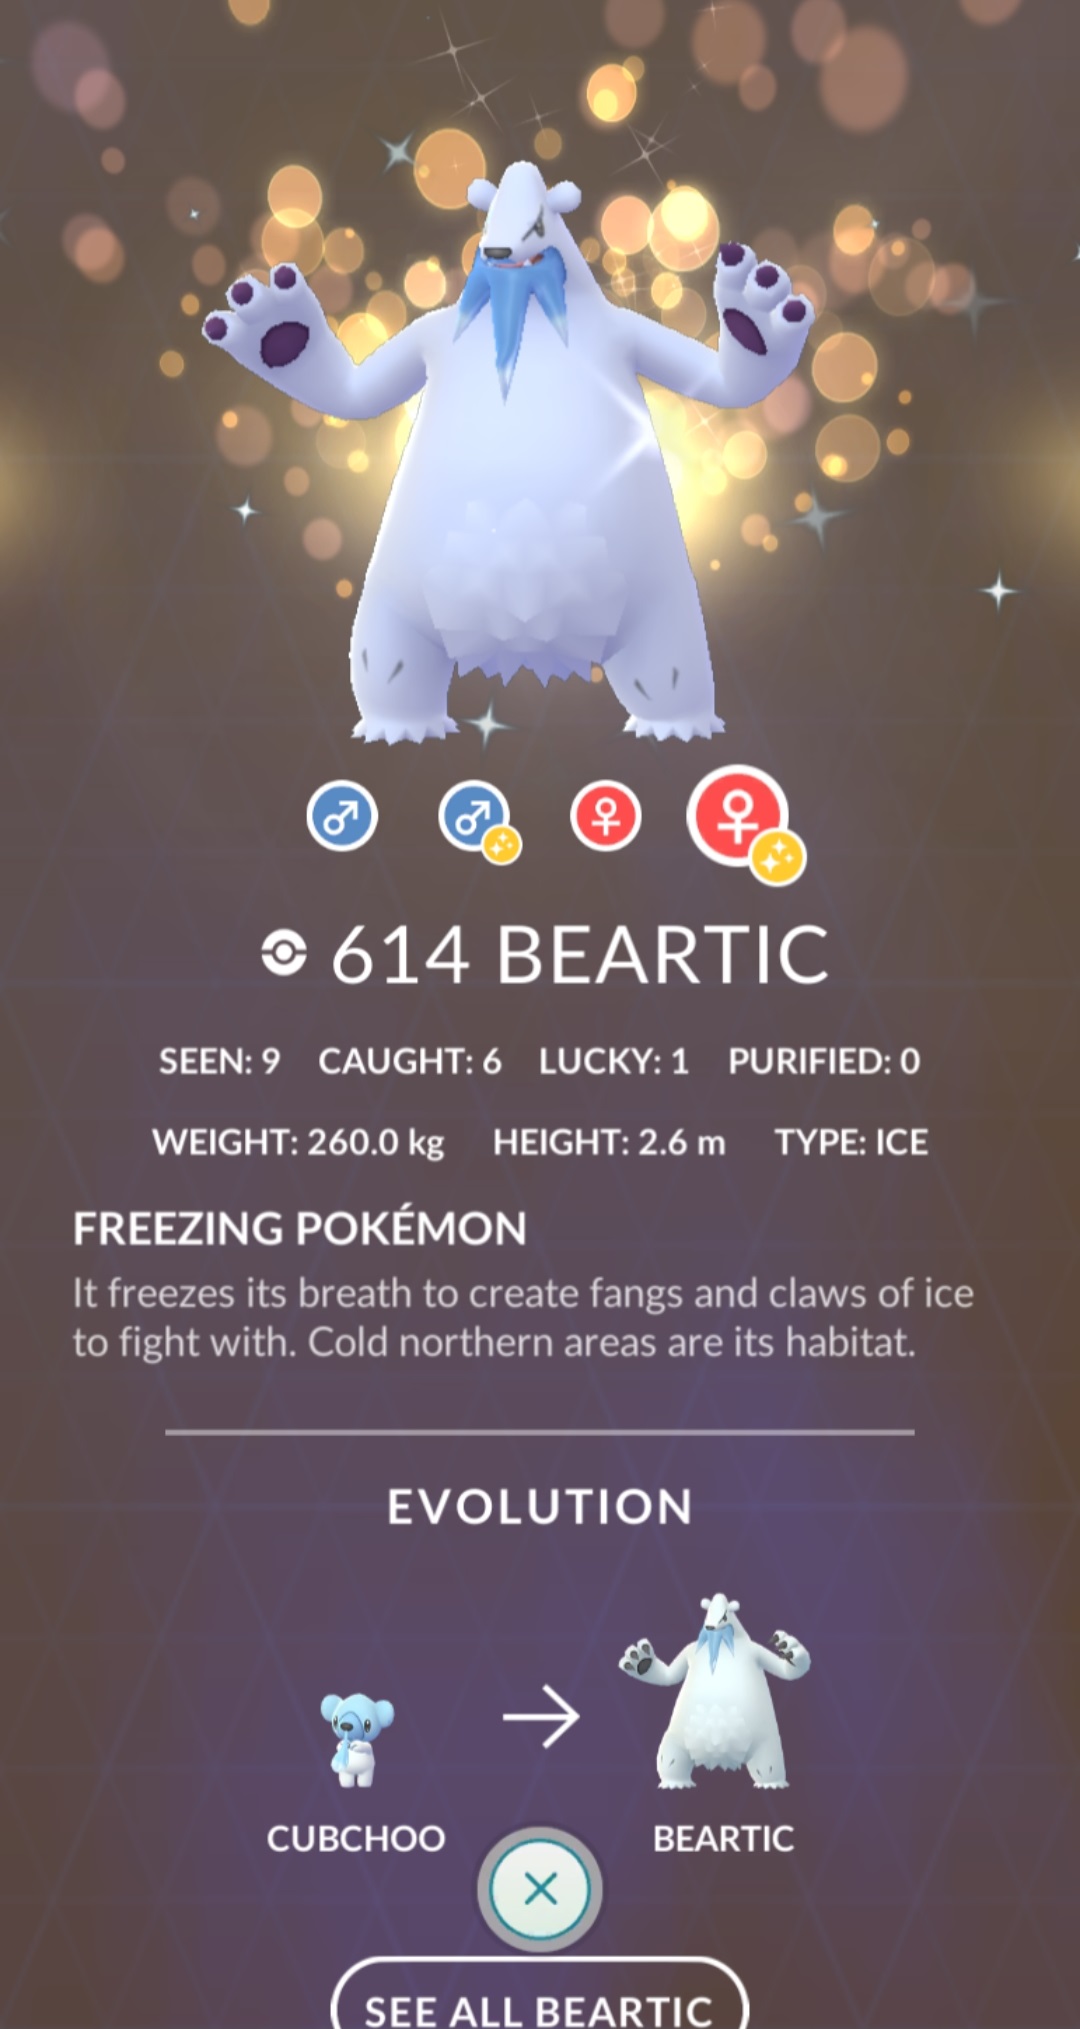 614 BEARTIC
SEEN: 9 CAUGHT: 6 LUCKY: 1 PURIFIED: 0
WEIGHT: 260.0 kg HEIGHT: 2.6 m TYPE: ICE
FREEZING POKÉMON
It freezes its breath to create fangs and claws of ice
to fight with. Cold northern areas are its habitat.
EVOLUTION
CUBCHOO BEARTIC
SEE ALL BEARTIC